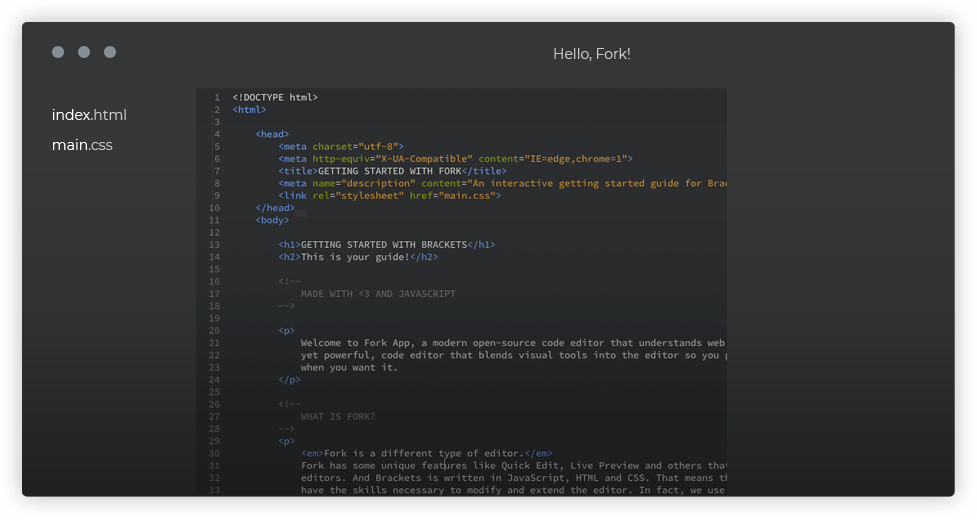 Hello, Fork!
index.html
main.css
1 <!DOCTYPE html>
2 <html>
3
4 <head>
5 <meta charset="utf-8">
6 <meta http-equiv="X-UA-Compatible" content="IE=edge,chrome=1">
7 <title>GETTING STARTED WITH FORK</title>
8 <meta name="description" content="An interactive getting started guide for Brac
9 <link rel="stylesheet" href="main.css">
10 </head>
11 <body>
12
13 <h1>GETTING STARTED WITH BRACKETS</h1>
14 <h2>This is your guide!</h2>
15
16 <!--
17 MADE WITH <3 AND JAVASCRIPT
18 -->
19
20 <p>
21 Welcome to Fork App, a modern open-source code editor that understands web
22 yet powerful, code editor that blends visual tools into the editor so you g
23 when you want it.
24 </p>
25
26 <!--
27 WHAT IS FORK?
28 -->
29 <p>
30 <em>Fork is a different type of editor.</em>
31 Fork has some unique features like Quick Edit, Live Preview and others that
32 editors. And Brackets is written in JavaScript, HTML and CSS. That means th
33 have the skills necessary to modify and extend the editor. In fact, we use